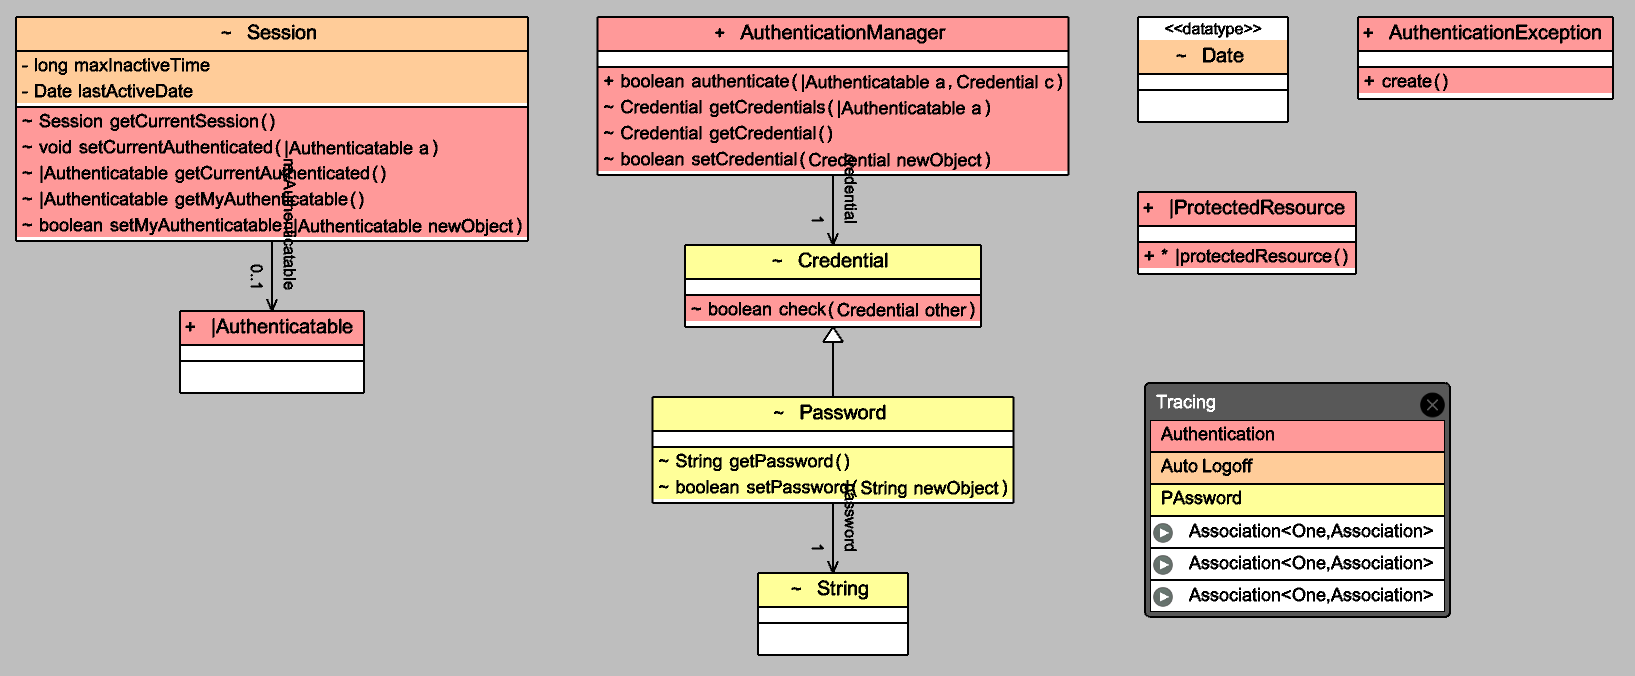 ~ Session
- long maxInactiveTime
- Date lastActiveDate
~ Session getCurrentSession()
~ void setCurrentAuthenticated(|Authenticatable a)
~ |Authenticatable getCurrentAuthenticated()
~ |Authenticatable getMyAuthenticatable()
~ boolean setMyAuthenticatable(|Authenticatable newObject)
myAuthenticatable
0..1
+ |Authenticatable
+ AuthenticationManager
+ boolean authenticate(|Authenticatable a,Credential c)
~ Credential getCredentials(|Authenticatable a)
~ Credential getCredential()
~ boolean setCredential(Credential newObject)
credential
1
~ Credential
~ boolean check(Credential other)
~ Password
~ String getPassword()
~ boolean setPassword(String newObject)
password
1
~ String
<<datatype>>
~ Date
+ AuthenticationException
+ create()
+ |ProtectedResource
+ * |protectedResource()
Tracing
Authentication
Auto Logoff
PAssword
Association<One,Association>
Association<One,Association>
Association<One,Association>